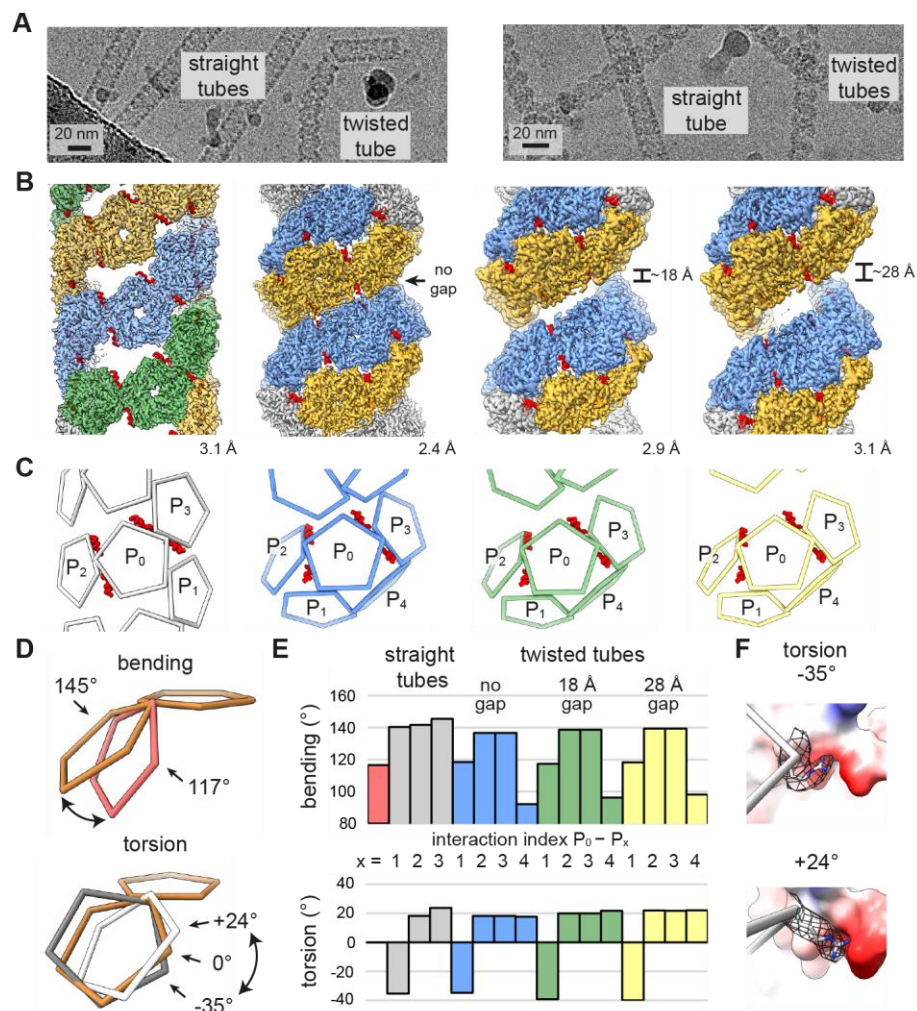 A
straight
tubes
twisted
tube
20 nm
straight
tube
twisted
tubes
20 nm
B
no
gap
~18 Å
~28 Å
3.1 Å
2.4 Å
2.9 Å
3.1 Å
C
P3
P2
P0
P1
P3
P2
P0
P1
P4
P3
P2
P0
P1
P4
P3
P2
P0
P1
P4
D
bending
145°
117°
torsion
+24°
0°
-35°
E
straight
tubes
twisted tubes
no
gap
18 Å
gap
28 Å
gap
bending (°)
160
140
120
100
80
interaction index P0 – Px
x = 1 2 3 1 2 3 4 1 2 3 4 1 2 3 4
torsion (°)
40
20
0
-20
-40
F
torsion
-35°
+24°